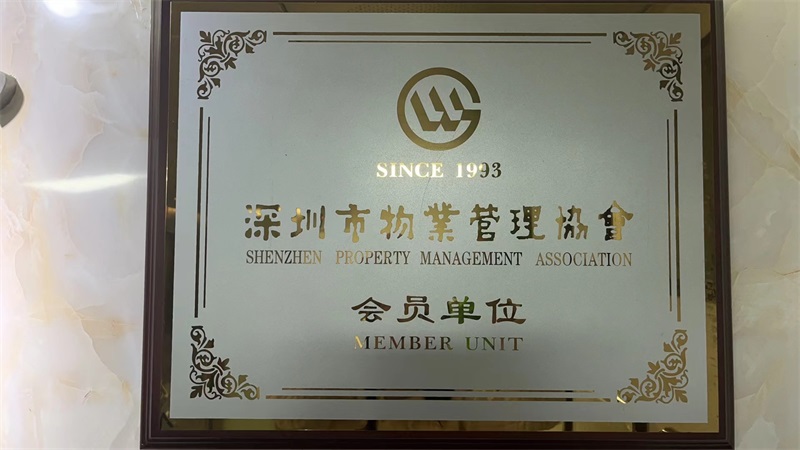 SINCE 1993
深圳市物業管理協會
SHENZHEN PROPERTY MANAGEMENT ASSOCIATION
会员单位
MEMBER UNIT